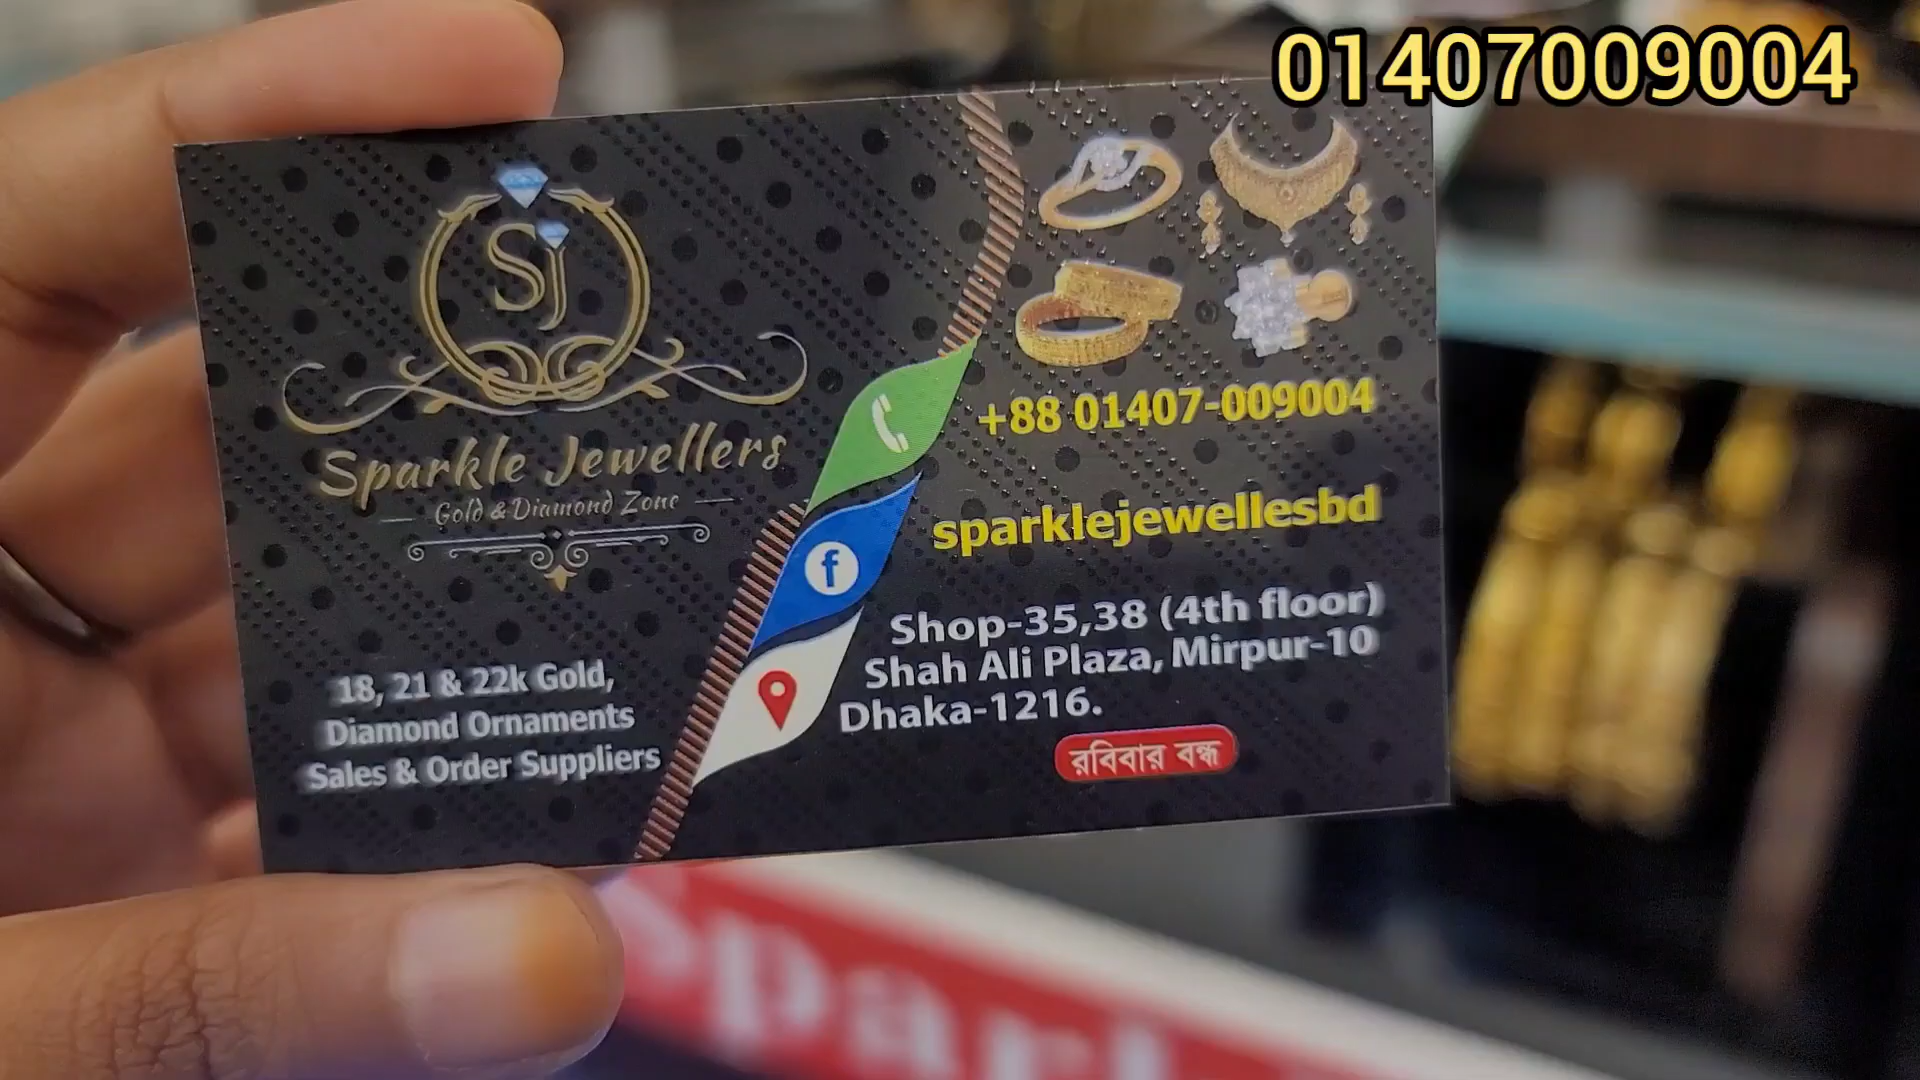 01407009004
SJ
Sparkle Jewellers
Gold & Diamond Zone
18, 21 & 22k Gold,
Diamond Ornaments
Sales & Order Suppliers
+88 01407-009004
f
sparklejewellesbd
Shop-35,38 (4th floor)
Shah Ali Plaza, Mirpur-10
Dhaka-1216.
রবিবার বন্ধ